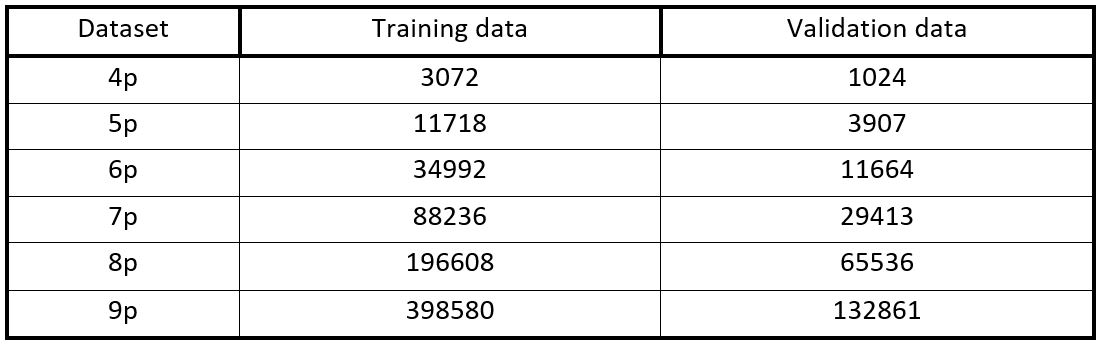 Dataset Training data Validation data
4p 3072 1024
5p 11718 3907
6p 34992 11664
7p 88236 29413
8p 196608 65536
9p 398580 132861